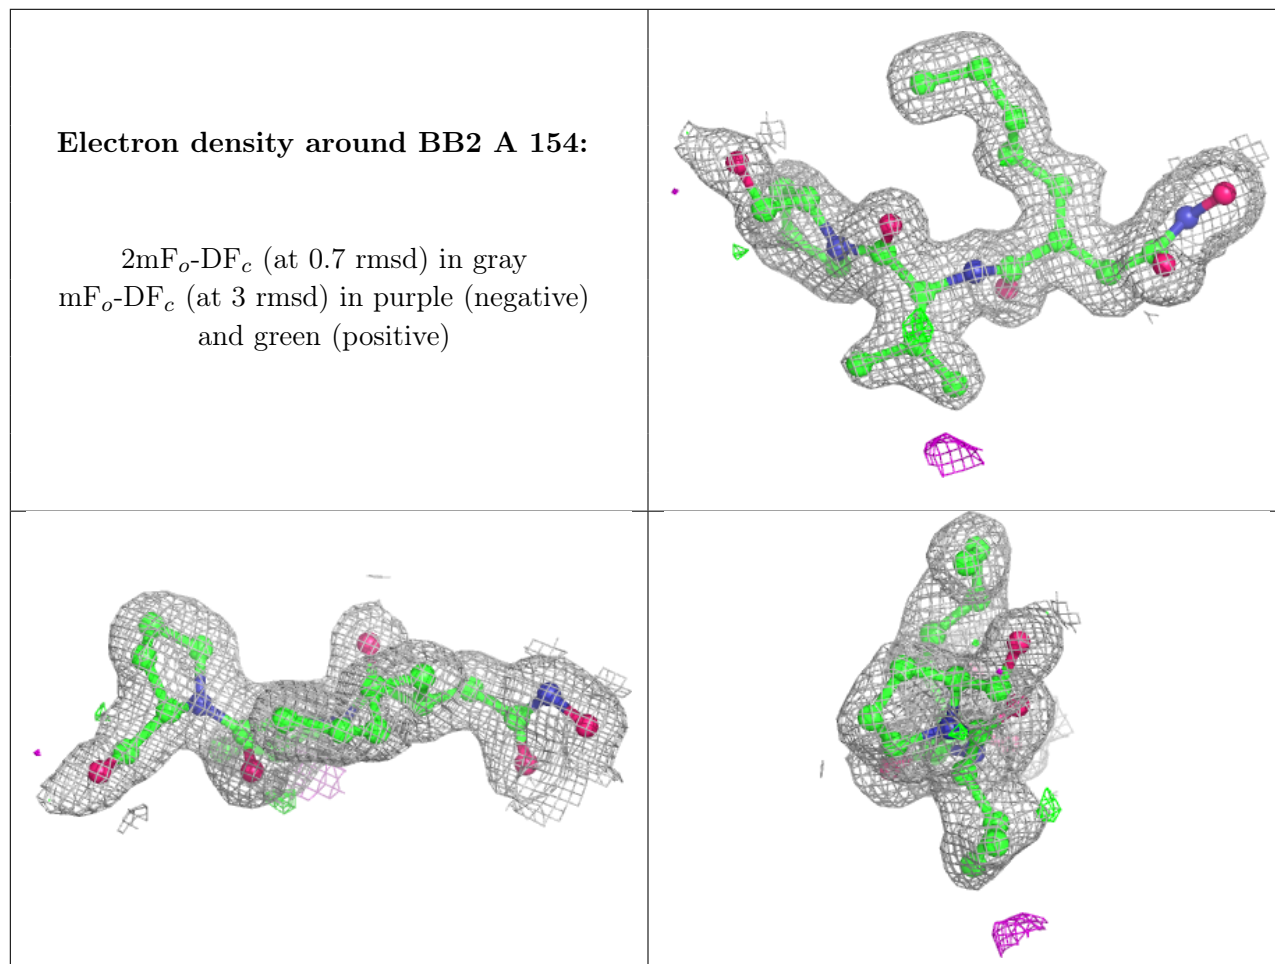 Electron density around BB2 A 154:
2mFₒ-DF𝒸 (at 0.7 rmsd) in gray
mFₒ-DF𝒸 (at 3 rmsd) in purple (negative)
and green (positive)